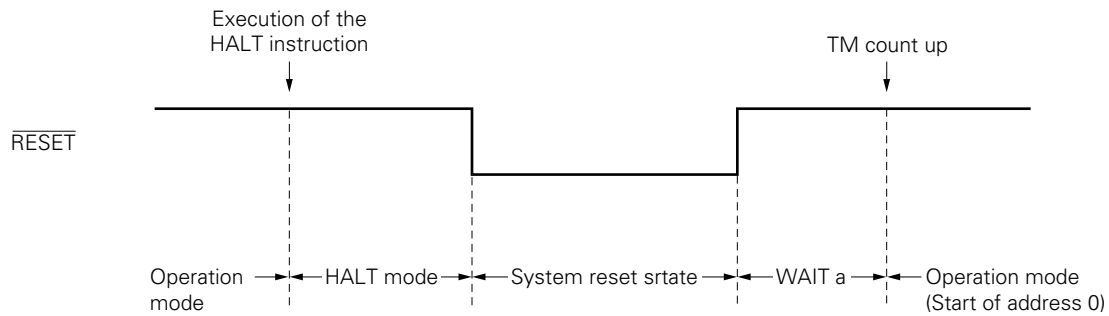 Execution of the
HALT instruction
TM count up
RESET
Operation
mode
HALT mode
System reset srtate
WAIT a
Operation mode
(Start of address 0)